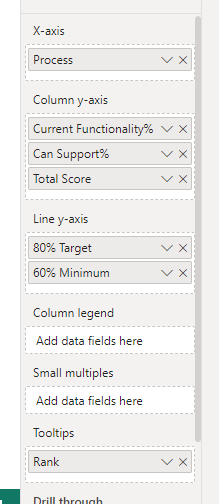 X-axis
Process
Column y-axis
Current Functionality%
Can Support%
Total Score
Line y-axis
80% Target
60% Minimum
Column legend
Add data fields here
Small multiples
Add data fields here
Tooltips
Rank
Drill through